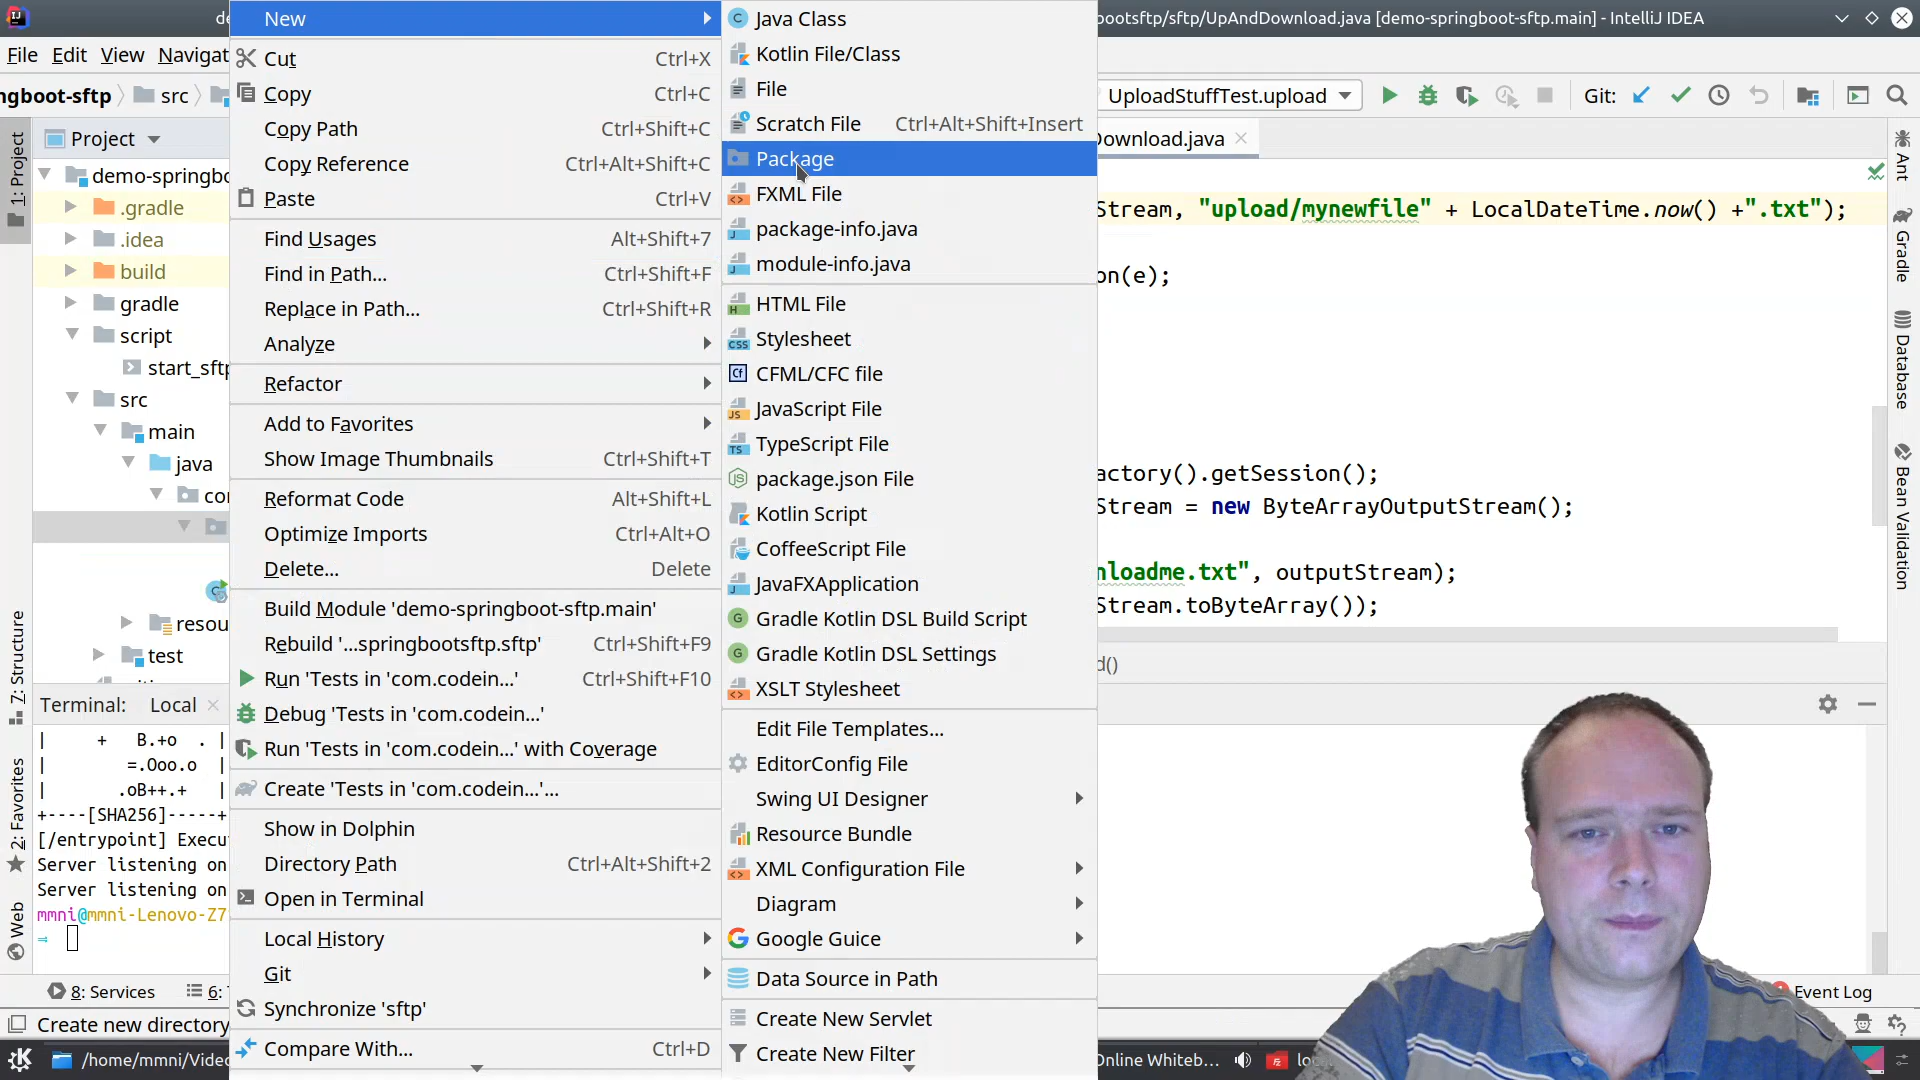 de
bootsftp/sftp/UpAndDownload.java [demo-springboot-sftp.main] - IntelliJ IDEA
File Edit View Navigat
ngboot-sftp
src
UploadStuffTest.upload
Git:
1: Project
Project
Download.java
demo-springbo
.gradle
.idea
build
gradle
script
start_sftp
src
main
java
con
resou
test
7: Structure
2: Favorites
Web
New
Cut Ctrl+X
Copy Ctrl+C
Copy Path Ctrl+Shift+C
Copy Reference Ctrl+Alt+Shift+C
Paste Ctrl+V
Find Usages Alt+Shift+7
Find in Path... Ctrl+Shift+F
Replace in Path... Ctrl+Shift+R
Analyze
Refactor
Add to Favorites
Show Image Thumbnails Ctrl+Shift+T
Reformat Code Alt+Shift+L
Optimize Imports Ctrl+Alt+O
Delete... Delete
Build Module 'demo-springboot-sftp.main'
Rebuild '...springbootsftp.sftp' Ctrl+Shift+F9
Run 'Tests in 'com.codein...' Ctrl+Shift+F10
Debug 'Tests in 'com.codein...'
Run 'Tests in 'com.codein...' with Coverage
Create 'Tests in 'com.codein...'...
Show in Dolphin
Directory Path Ctrl+Alt+Shift+2
Open in Terminal
Local History
Git
Synchronize 'sftp'
Compare With... Ctrl+D
Java Class
Kotlin File/Class
File
Scratch File Ctrl+Alt+Shift+Insert
Package
FXML File
package-info.java
module-info.java
HTML File
Stylesheet
CFML/CFC file
JavaScript File
TypeScript File
package.json File
Kotlin Script
CoffeeScript File
JavaFXApplication
Gradle Kotlin DSL Build Script
Gradle Kotlin DSL Settings
XSLT Stylesheet
Edit File Templates...
EditorConfig File
Swing UI Designer
Resource Bundle
XML Configuration File
Diagram
Google Guice
Data Source in Path
Create New Servlet
Create New Filter
Stream, "upload/mynewfile" + LocalDateTime.now() +".txt");
on(e);
actory().getSession();
Stream = new ByteArrayOutputStream();
nloadme.txt", outputStream);
Stream.toByteArray());
d()
Ant
Gradle
Database
Bean Validation
Terminal: Local
| + B.+o . |
| =.Ooo.o |
| .oB++.+ |
+----[SHA256]-----+
[/entrypoint] Execu
Server listening on
Server listening on
mmni@mmni-Lenovo-Z7
⇒
8: Services
6:
Event Log
Create new directory
/home/mmni/Video
Online Whiteb...
loc